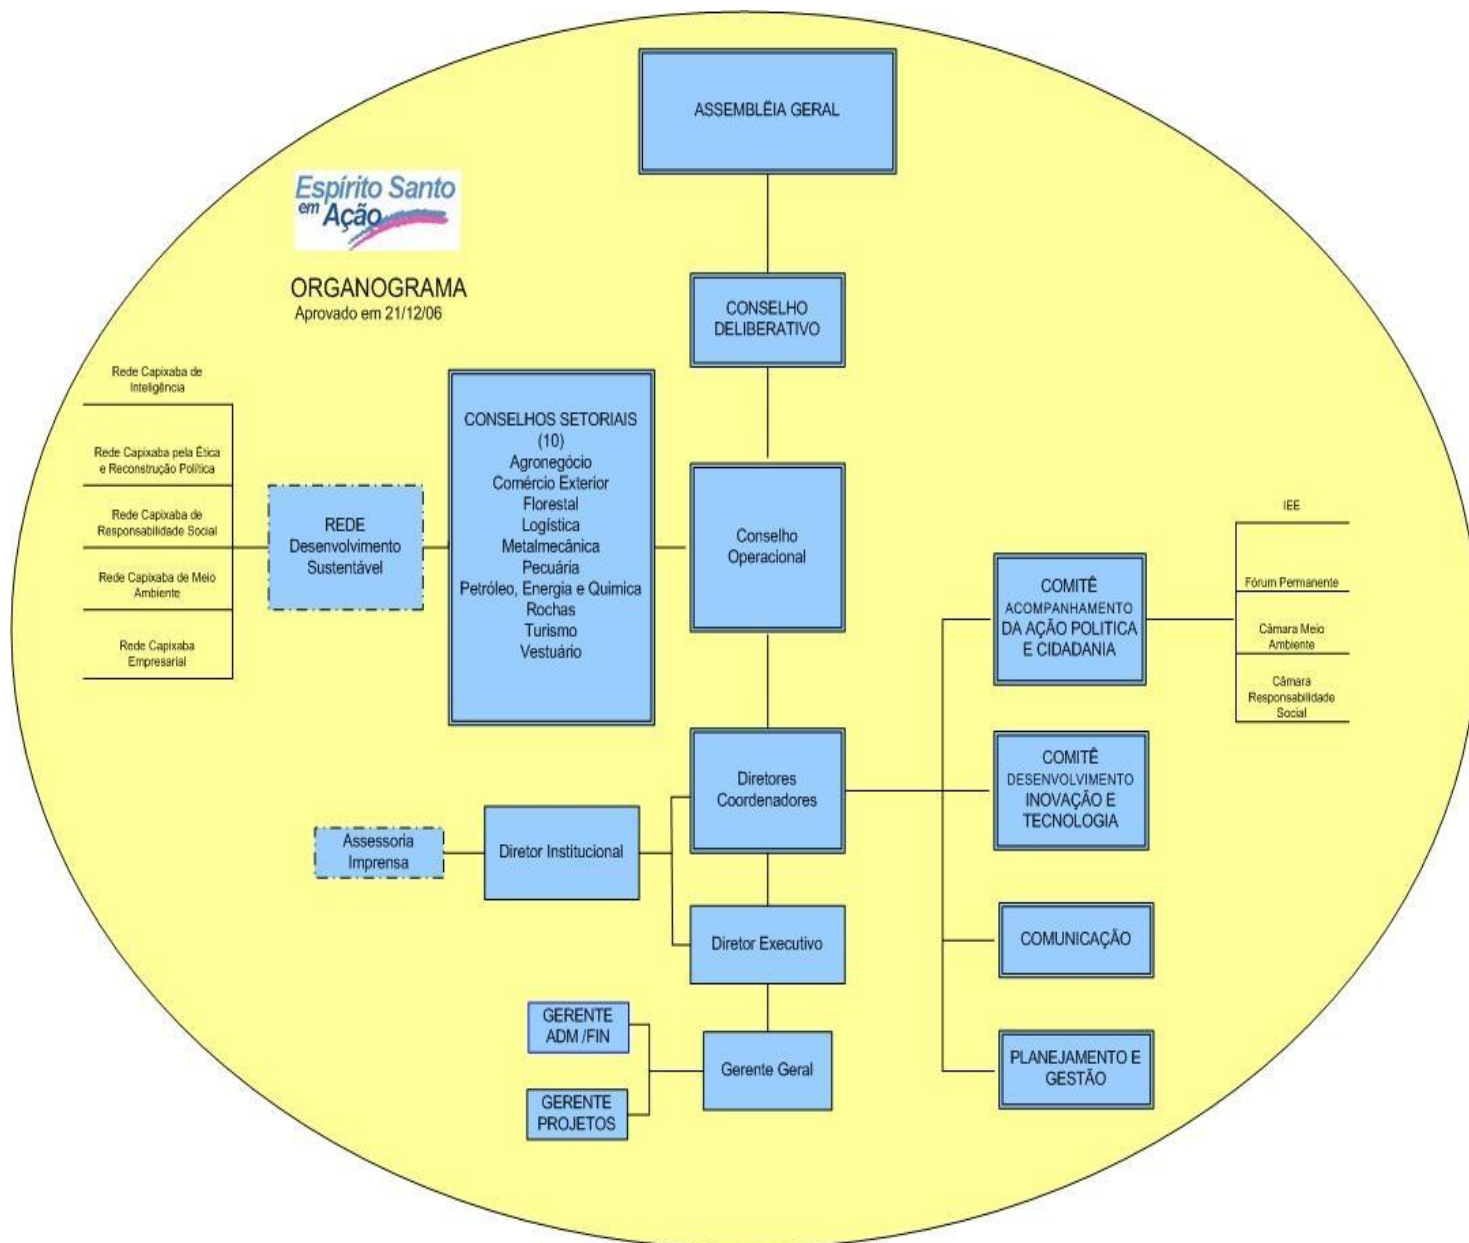 ASSEMBLÉIA GERAL
Espírito Santo
em Ação
ORGANOGRAMA
Aprovado em 21/12/06
CONSELHO
DELIBERATIVO
Rede Capixaba de
Inteligência
Rede Capixaba pela Ética
e Reconstrução Política
Rede Capixaba de
Responsabilidade Social
Rede Capixaba de Meio
Ambiente
Rede Capixaba
Empresarial
REDE
Desenvolvimento
Sustentável
CONSELHOS SETORIAIS
(10)
Agronegócio
Comércio Exterior
Florestal
Logística
Metalmecânica
Pecuária
Petróleo, Energia e Quimica
Rochas
Turismo
Vestuário
Conselho
Operacional
COMITÊ
ACOMPANHAMENTO
DA AÇÃO POLITICA
E CIDADANIA
IEE
Fórum Permanente
Câmara Meio
Ambiente
Câmara
Responsabilidade
Social
Diretores
Coordenadores
COMITÊ
DESENVOLVIMENTO
INOVAÇÃO E
TECNOLOGIA
Assessoria
Imprensa
Diretor Institucional
Diretor Executivo
COMUNICAÇÃO
GERENTE
ADM /FIN
GERENTE
PROJETOS
Gerente Geral
PLANEJAMENTO E
GESTÃO